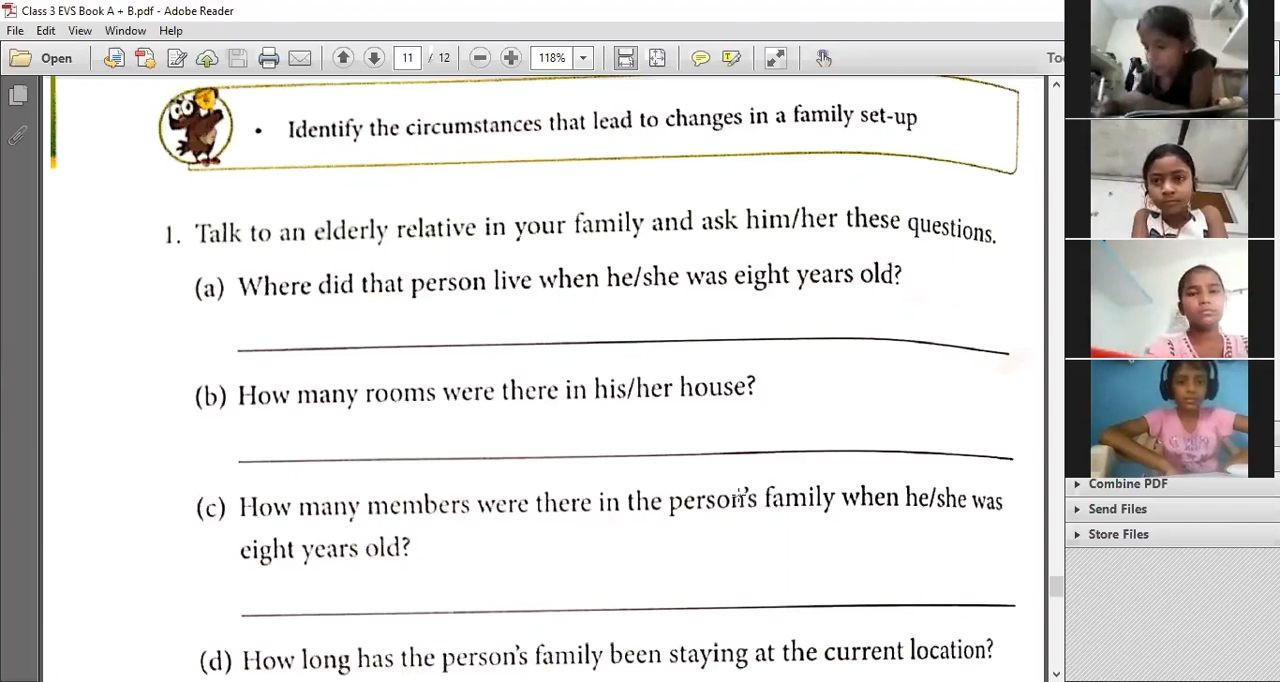 Class 3 EVS Book A + B.pdf - Adobe Reader
File Edit View Window Help
Open 11 / 12 118%
• Identify the circumstances that lead to changes in a family set-up
1. Talk to an elderly relative in your family and ask him/her these questions.
(a) Where did that person live when he/she was eight years old?
(b) How many rooms were there in his/her house?
(c) How many members were there in the person's family when he/she was
eight years old?
(d) How long has the person's family been staying at the current location?
Combine PDF
Send Files
Store Files